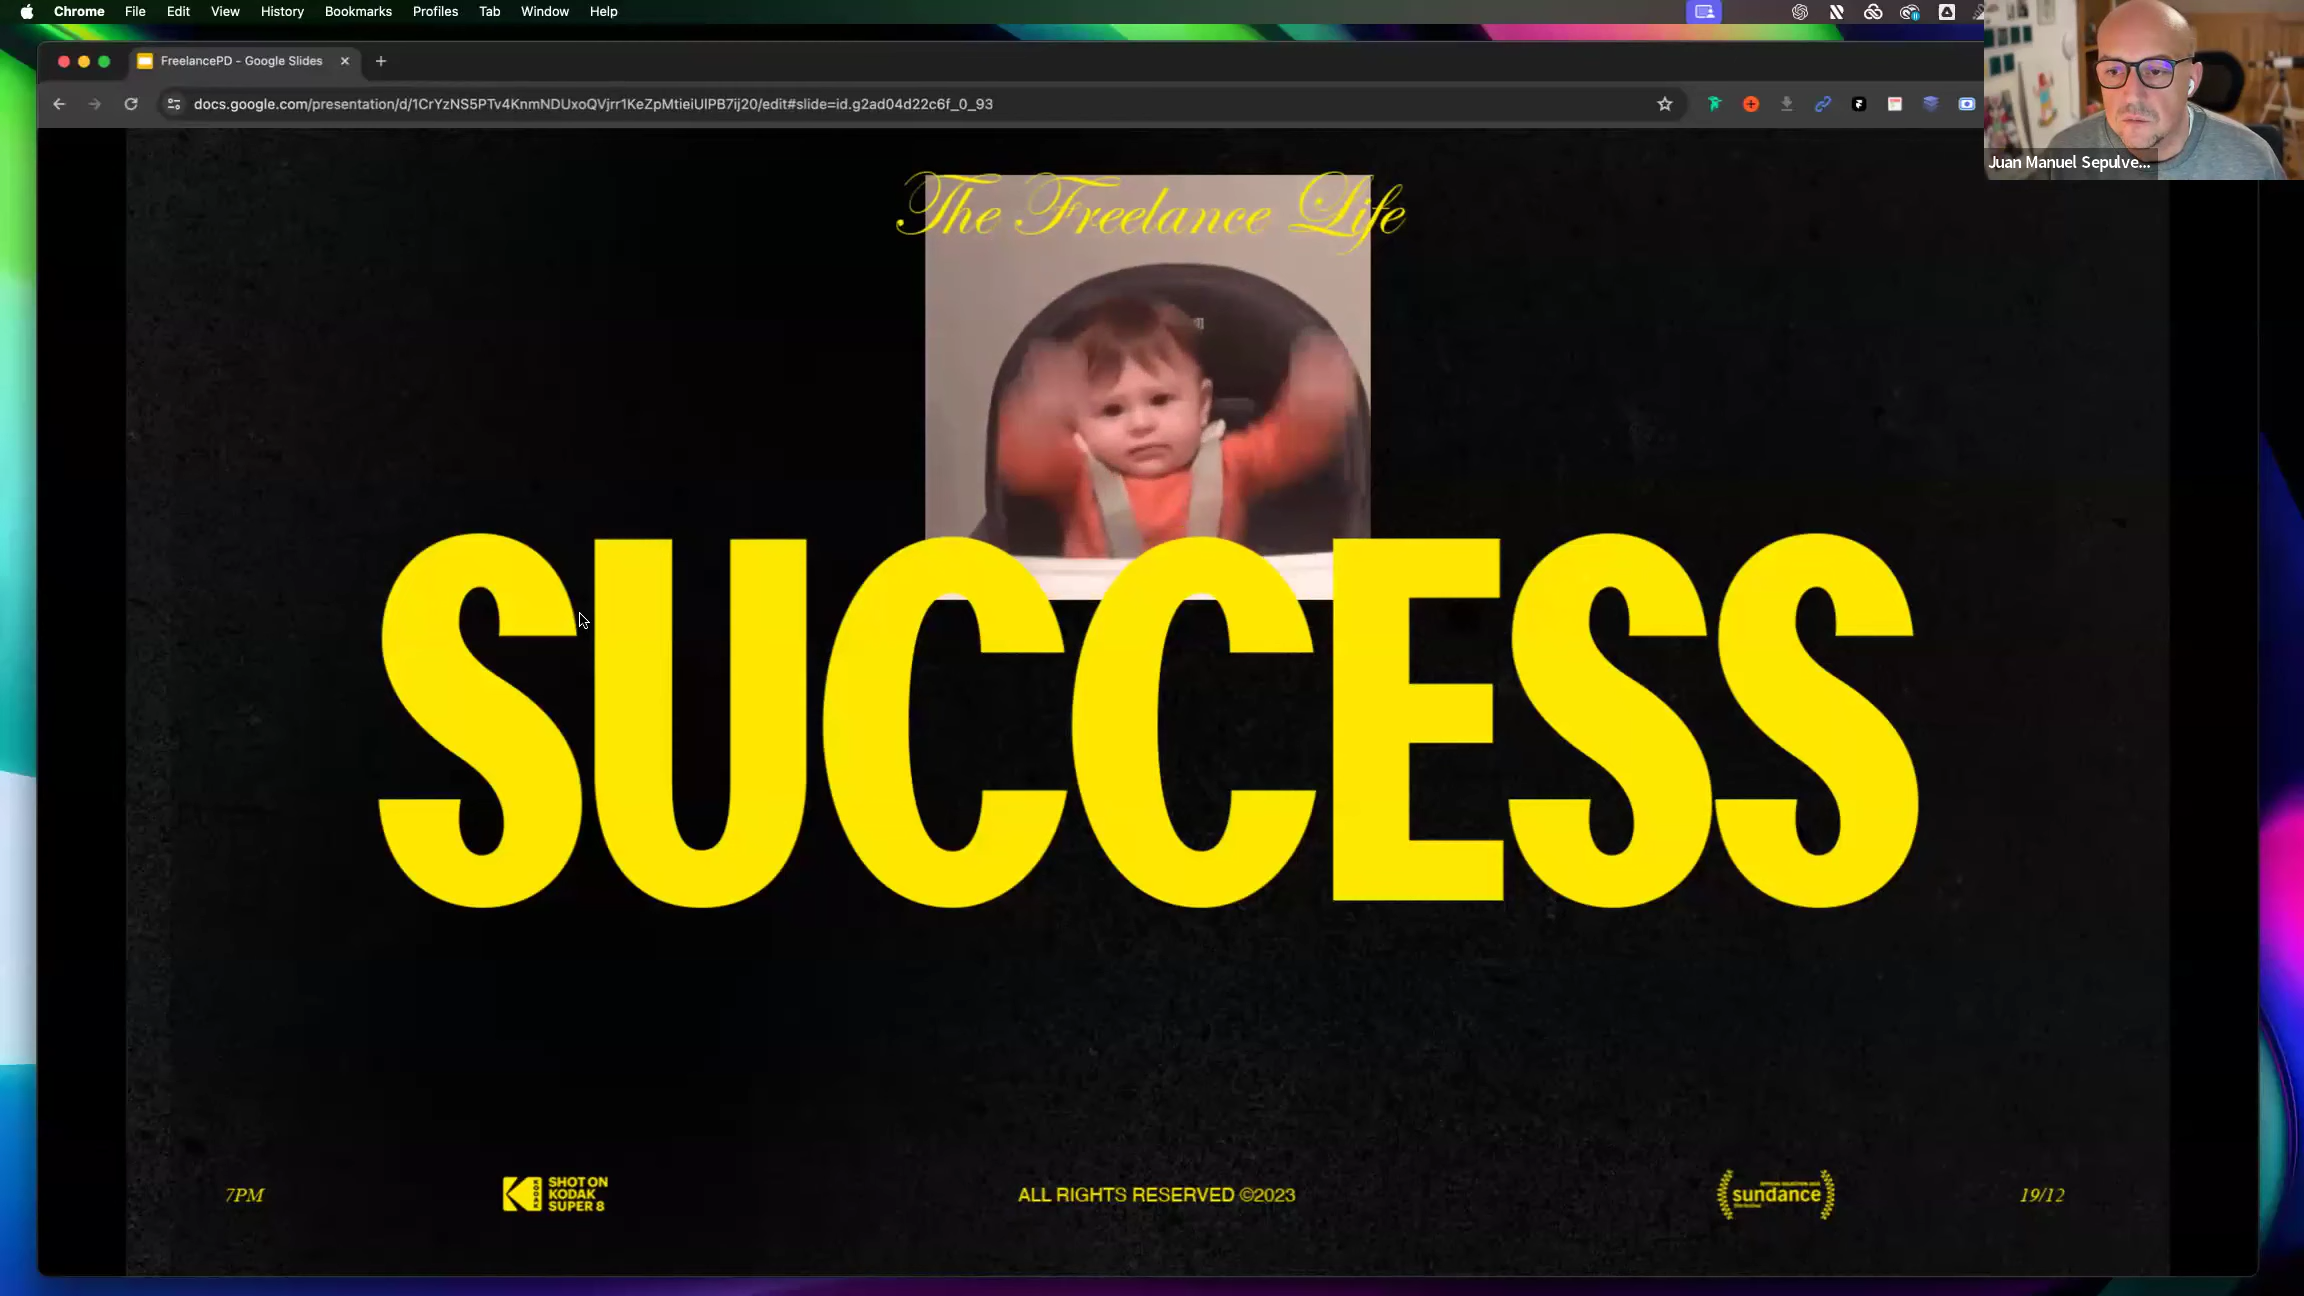 Chrome File Edit View History Bookmarks Profiles Tab Window Help
FreelancePD - Google Slides
docs.google.com/presentation/d/1CrYzNS5PTv4KnmNDUxoQVjrr1KeZpMtieiUlPB7ij20/edit#slide=id.g2ad04d22c6f_0_93
Juan Manuel Sepulve...
The Freelance Life
SUCCESS
7PM
KODAK
SHOT ON
KODAK
SUPER 8
ALL RIGHTS RESERVED ©2023
sundance
19/12